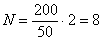 N = 200/50 · 2 = 8